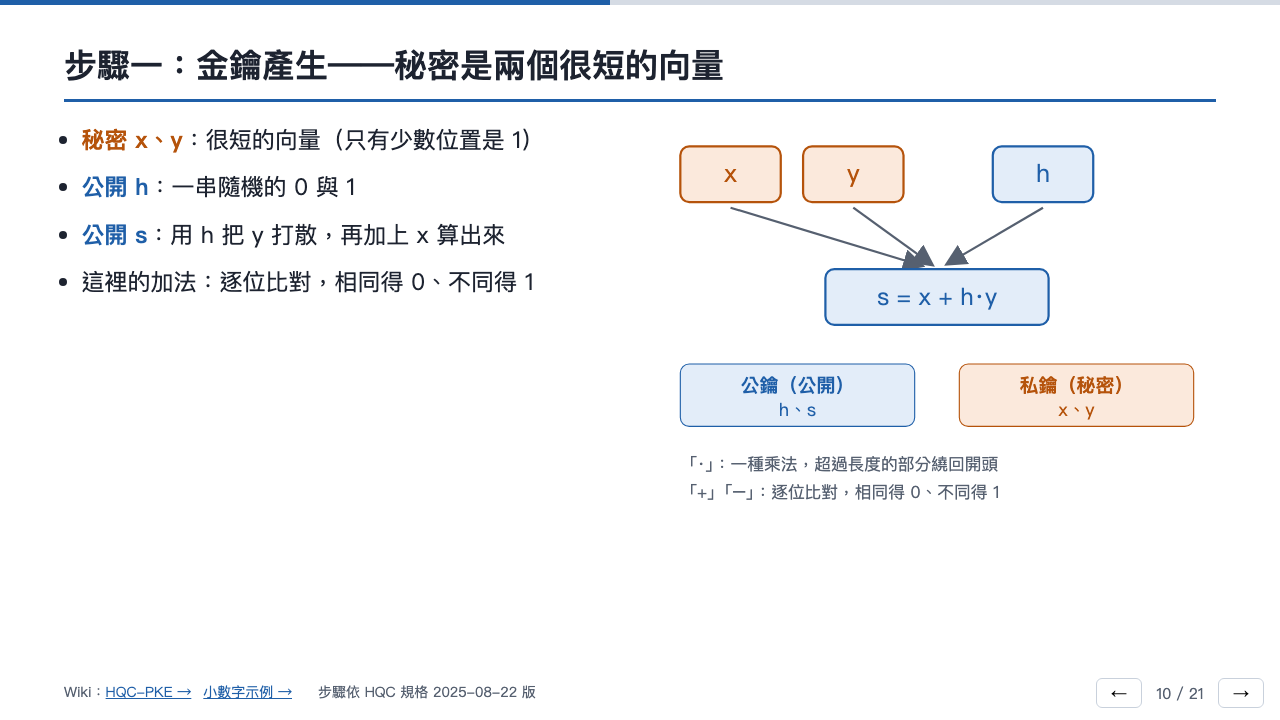 步驟一：金鑰產生——秘密是兩個很短的向量
秘密 x、y：很短的向量（只有少數位置是 1）
公開 h：一串隨機的 0 與 1
公開 s：用 h 把 y 打散，再加上 x 算出來
這裡的加法：逐位比對，相同得 0、不同得 1
x
y
h
s = x + h·y
公鑰（公開）
h、s
私鑰（秘密）
x、y
「·」：一種乘法，超過長度的部分繞回開頭
「+」「−」：逐位比對，相同得 0、不同得 1
Wiki：HQC-PKE → 小數字示例 → 步驟依 HQC 規格 2025-08-22 版
← 10 / 21 →